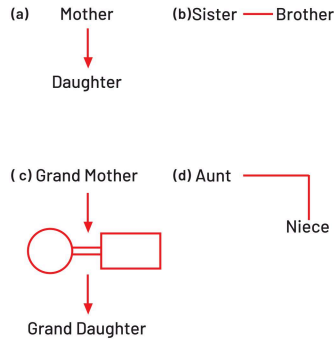 (a) Mother
Daughter
(b) Sister Brother
(c) Grand Mother
Grand Daughter
(d) Aunt
Niece